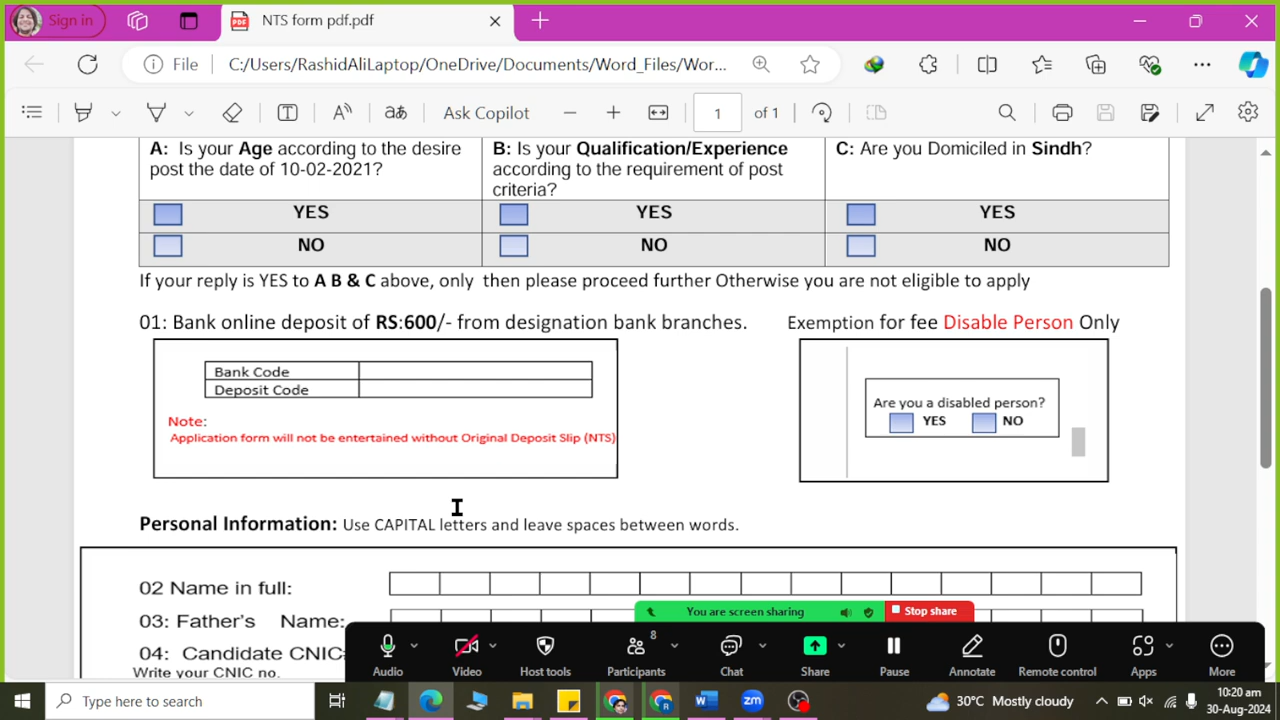 Sign in
NTS form pdf.pdf
File
C:/Users/RashidAliLaptop/OneDrive/Documents/Word_Files/Wor...
Ask Copilot
1 of 1
A: Is your Age according to the desire post the date of 10-02-2021?
B: Is your Qualification/Experience according to the requirement of post criteria?
C: Are you Domiciled in Sindh?
YES YES YES
NO NO NO
If your reply is YES to A B & C above, only then please proceed further Otherwise you are not eligible to apply
01: Bank online deposit of RS:600/- from designation bank branches.
Exemption for fee Disable Person Only
Bank Code
Deposit Code
Note:
Application form will not be entertained without Original Deposit Slip (NTS)
Are you a disabled person?
YES NO
Personal Information: Use CAPITAL letters and leave spaces between words.
02 Name in full:
03: Father's Name:
04: Candidate CNIC:
Write your CNIC no.
You are screen sharing
Stop share
8
Audio Video Host tools Participants Chat Share Pause Annotate Remote control Apps More
Type here to search
30°C Mostly cloudy
10:20 am
30-Aug-2024